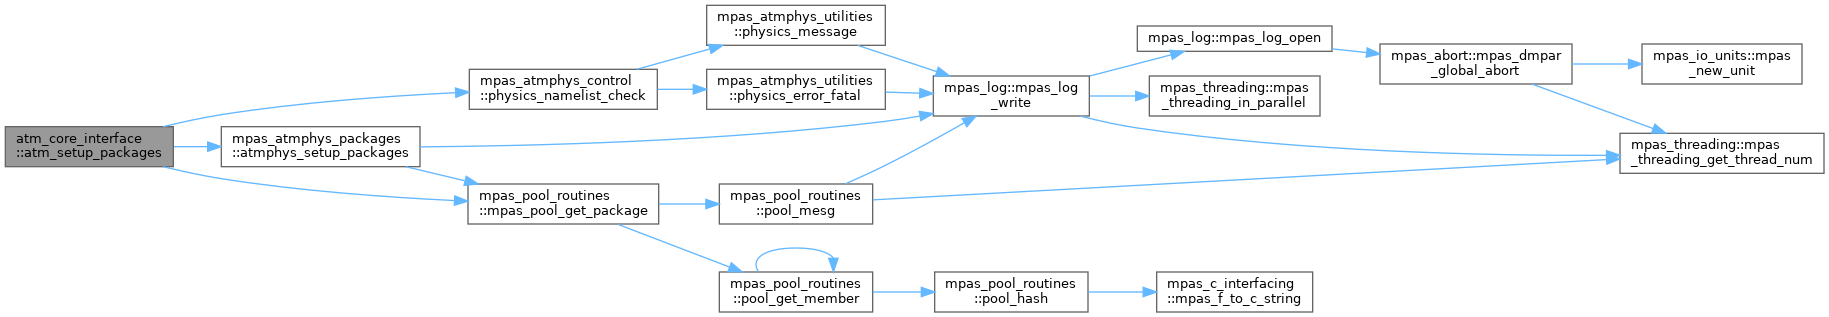 atm_core_interface
::atm_setup_packages
mpas_atmphys_control
::physics_namelist_check
mpas_atmphys_utilities
::physics_message
mpas_log::mpas_log
_write
mpas_log::mpas_log_open
mpas_abort::mpas_dmpar
_global_abort
mpas_io_units::mpas
_new_unit
mpas_threading::mpas
_threading_get_thread_num
mpas_threading::mpas
_threading_in_parallel
mpas_atmphys_utilities
::physics_error_fatal
mpas_atmphys_packages
::atmphys_setup_packages
mpas_pool_routines
::mpas_pool_get_package
mpas_pool_routines
::pool_mesg
mpas_pool_routines
::pool_get_member
mpas_pool_routines
::pool_hash
mpas_c_interfacing
::mpas_f_to_c_string